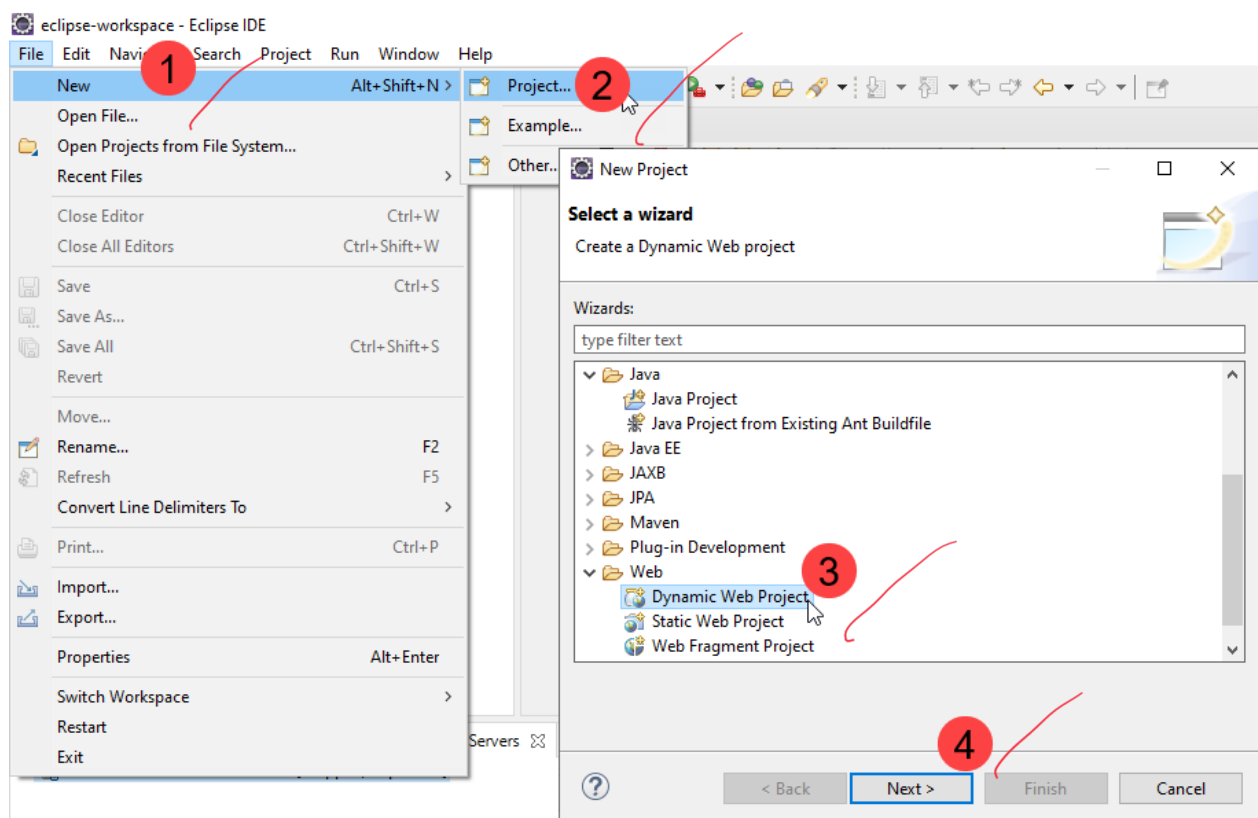 eclipse-workspace - Eclipse IDE
File Edit Search Project Run Window Help
1
New Alt+Shift+N >
Open File...
Open Projects from File System...
Recent Files >
Close Editor Ctrl+W
Close All Editors Ctrl+Shift+W
Save Ctrl+S
Save As...
Save All Ctrl+Shift+S
Revert
Move...
Rename... F2
Refresh F5
Convert Line Delimiters To >
Print... Ctrl+P
Import...
Export...
Properties Alt+Enter
Switch Workspace >
Restart
Exit
Project... 2
Example...
Other...
Servers
New Project
Select a wizard
Create a Dynamic Web project
Wizards:
type filter text
Java
Java Project
Java Project from Existing Ant Buildfile
Java EE
JAXB
JPA
Maven
Plug-in Development
Web
3
Dynamic Web Project
Static Web Project
Web Fragment Project
4
? < Back Next > Finish Cancel